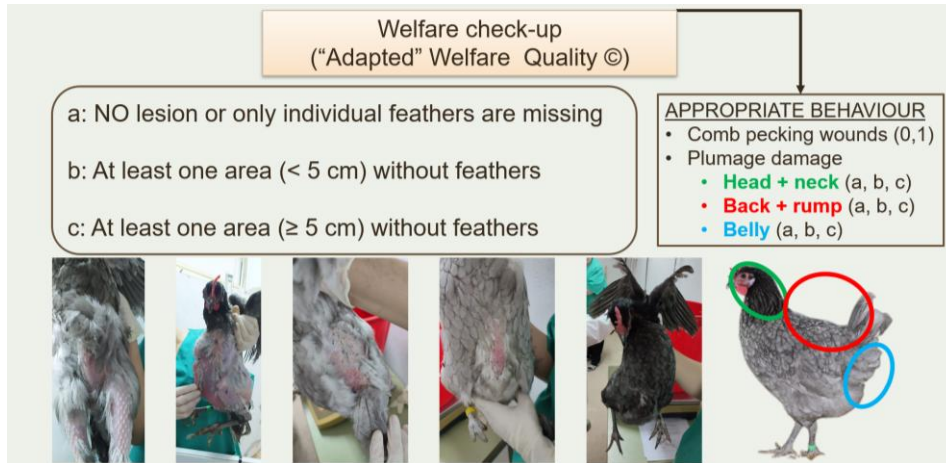 Welfare check-up
("Adapted" Welfare Quality ©)
a: NO lesion or only individual feathers are missing
b: At least one area (< 5 cm) without feathers
c: At least one area (≥ 5 cm) without feathers
APPROPRIATE BEHAVIOUR
• Comb pecking wounds (0,1)
• Plumage damage
• Head + neck (a, b, c)
• Back + rump (a, b, c)
• Belly (a, b, c)